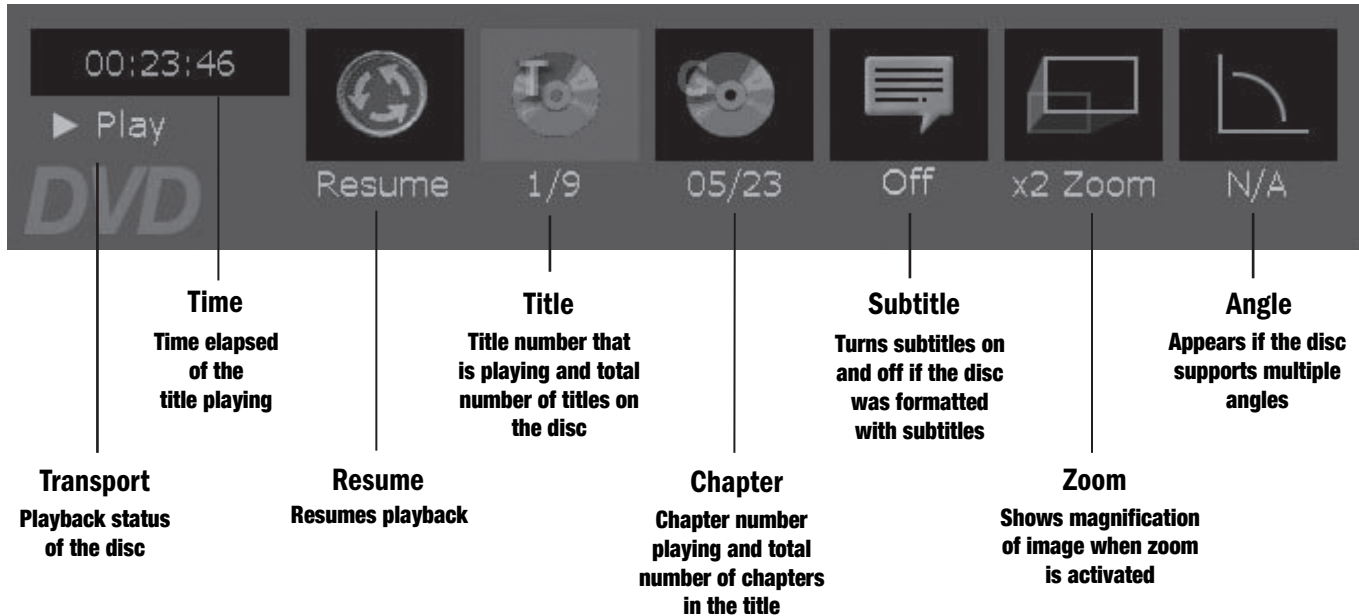 00:23:46
▶ Play
DVD
T
C
Resume
1/9
05/23
Off
x2 Zoom
N/A
Time
Time elapsed
of the
title playing
Title
Title number that
is playing and total
number of titles on
the disc
Subtitle
Turns subtitles on
and off if the disc
was formatted
with subtitles
Angle
Appears if the disc
supports multiple
angles
Transport
Playback status
of the disc
Resume
Resumes playback
Chapter
Chapter number
playing and total
number of chapters
in the title
Zoom
Shows magnification
of image when zoom
is activated